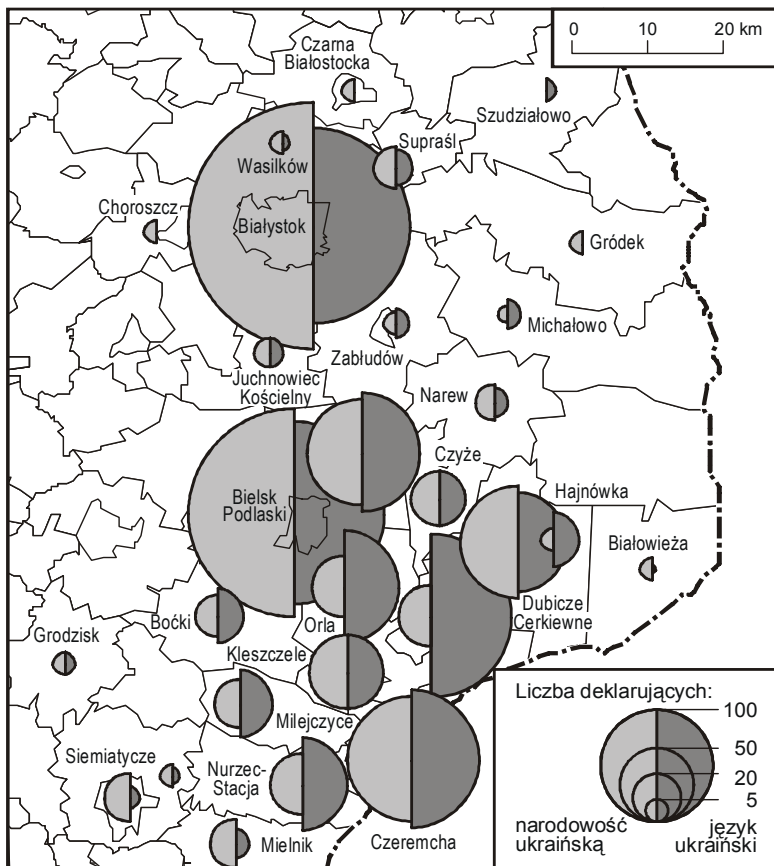 0 10 20 km
Czarna
Białostocka
Szudziałowo
Supraśl
Wasilków
Choroszcz
Białystok
Gródek
Michałowo
Zabłudów
Juchnowiec
Kościelny
Narew
Czyże
Bielsk
Podlaski
Hajnówka
Białowieża
Boćki
Orla
Dubicze
Cerkiewne
Grodzisk
Kleszczele
Milejczyce
Siemiatycze
Nurzec-
Stacja
Mielnik
Czeremcha
Liczba deklarujących:
100
50
20
5
narodowość
ukraińską
język
ukraiński